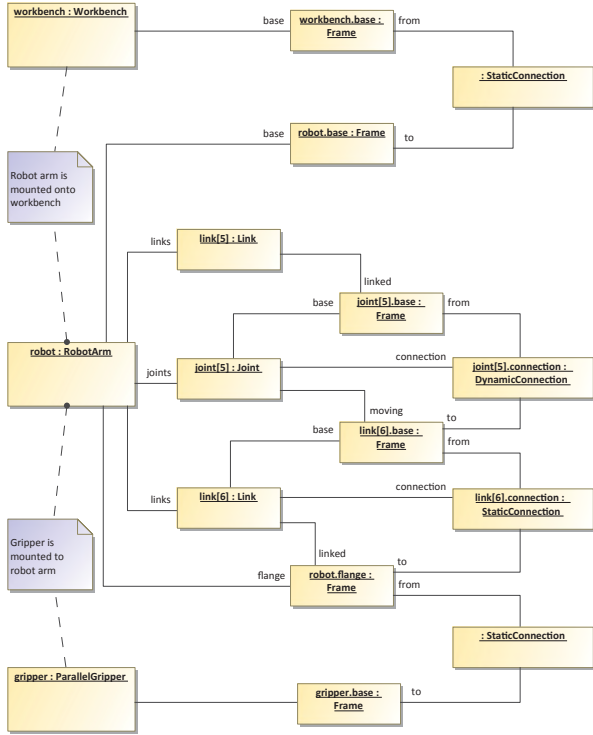 workbench : Workbench
base
workbench.base :
Frame
from
: StaticConnection
base
robot.base : Frame
to
Robot arm is
mounted onto
workbench
links
link[5] : Link
linked
base
joint[5].base :
Frame
from
robot : RobotArm
joints
joint[5] : Joint
connection
joint[5].connection :
DynamicConnection
moving
to
base
link[6].base :
Frame
from
links
link[6] : Link
connection
link[6].connection :
StaticConnection
Gripper is
mounted to
robot arm
linked
to
flange
robot.flange :
Frame
from
: StaticConnection
gripper : ParallelGripper
gripper.base :
Frame
to